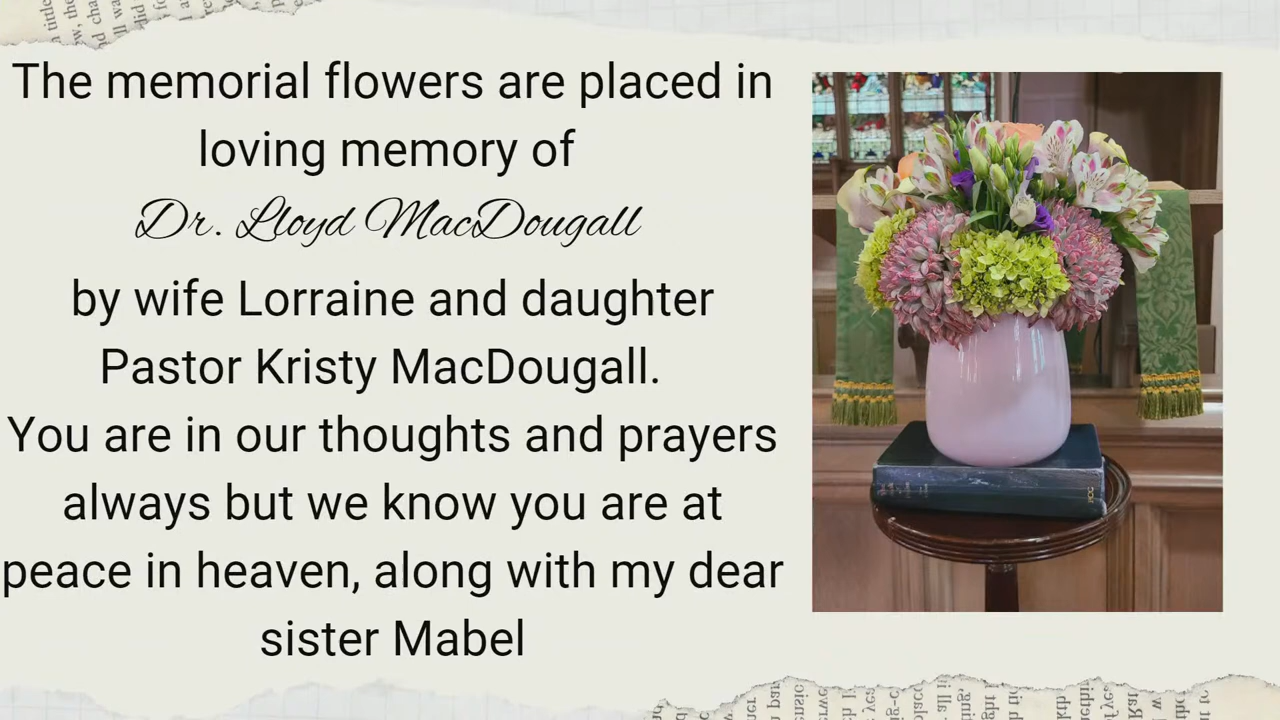 The memorial flowers are placed in
loving memory of
Dr. Lloyd MacDougall
by wife Lorraine and daughter
Pastor Kristy MacDougall.
You are in our thoughts and prayers
always but we know you are at
peace in heaven, along with my dear
sister Mabel